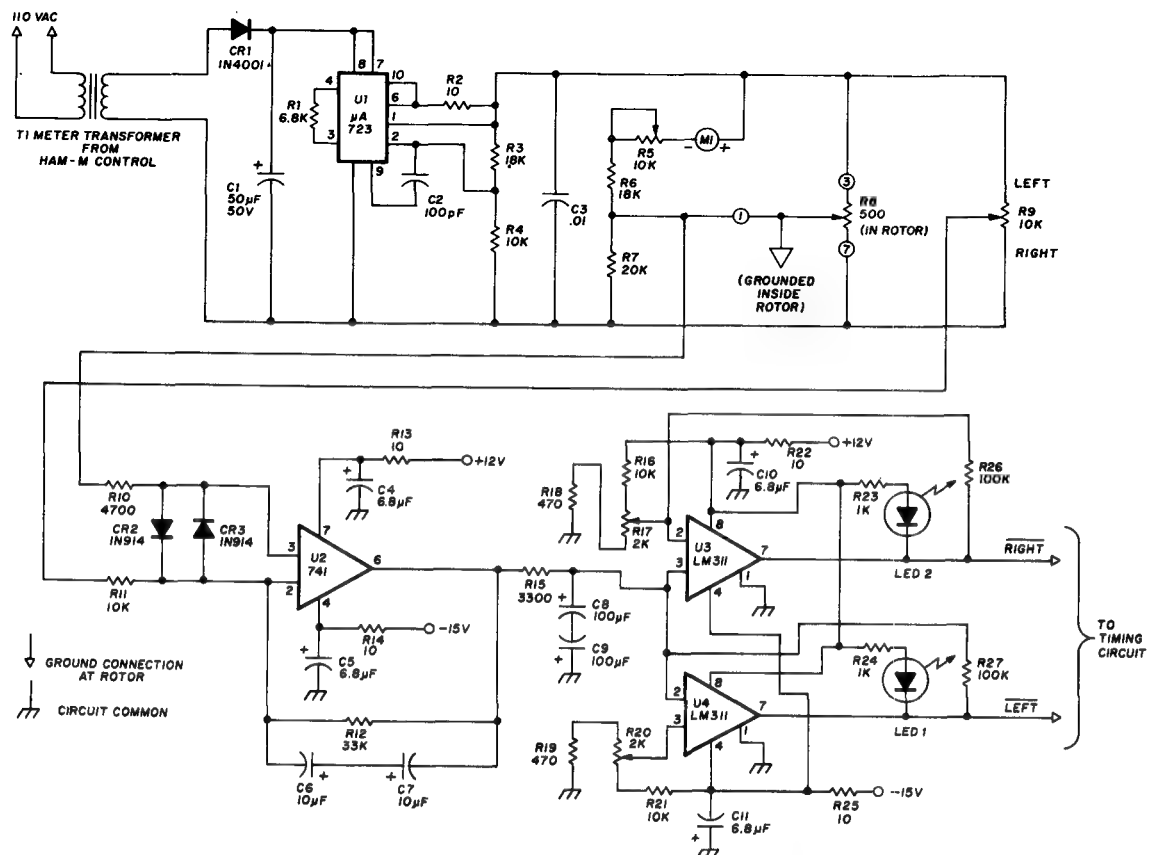 110 VAC
T1 METER TRANSFORMER
FROM
HAM-M CONTROL
CR1
1N4001
C1
50µF
50V
+
R1
6.8K
4
3
8
7
10
6
1
2
9
U1
µA
723
R2
10
C2
100pF
R3
18K
R4
10K
C3
.01
R5
10K
-
M1
+
R6
18K
R7
20K
1
(GROUNDED
INSIDE
ROTOR)
3
R8
500
(IN ROTOR)
7
LEFT
R9
10K
RIGHT
R10
4700
CR2
1N914
CR3
1N914
R11
10K
R13
10
+12V
+
C4
6.8µF
7
3
U2
741
6
2
4
R14
10
-15V
+
C5
6.8µF
R12
33K
C6
10µF
+
+
C7
10µF
R15
3300
+
C8
100µF
C9
100µF
+
R18
470
R16
10K
R17
2K
+
C10
6.8µF
R22
10
+12V
2
3
U3
LM311
8
7
1
4
R23
1K
LED 2
R26
100K
RIGHT
2
3
U4
LM311
8
7
1
4
R24
1K
LED 1
R27
100K
LEFT
R19
470
R20
2K
R21
10K
C11
6.8µF
+
R25
10
-15V
TO
TIMING
CIRCUIT
GROUND CONNECTION
AT ROTOR
CIRCUIT COMMON